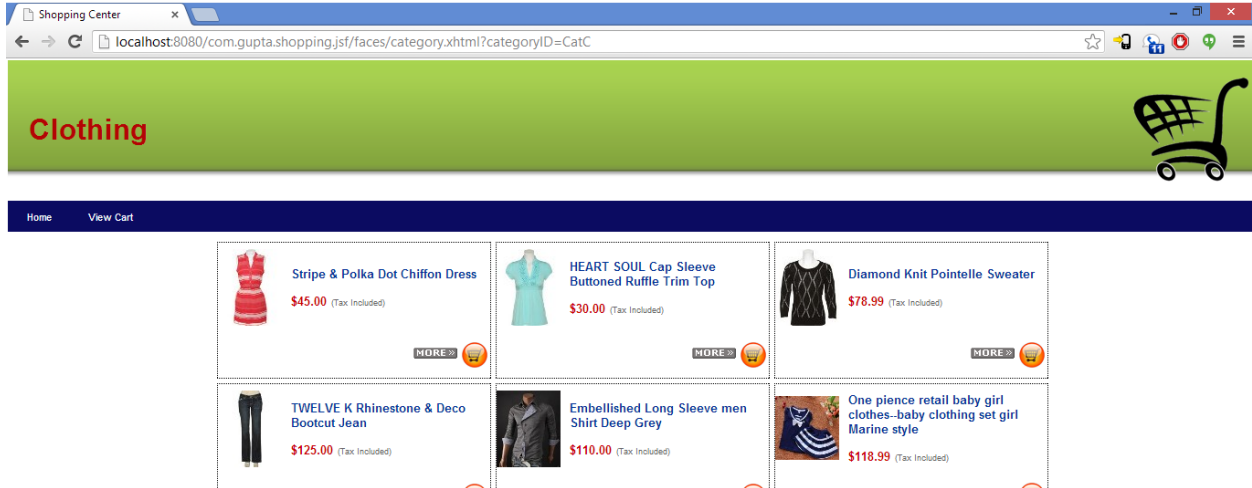 Shopping Center
localhost:8080/com.gupta.shopping.jsf/faces/category.xhtml?categoryID=CatC
11
Clothing
Home
View Cart
Stripe & Polka Dot Chiffon Dress
$45.00 (Tax Included)
MORE »
HEART SOUL Cap Sleeve
Buttoned Ruffle Trim Top
$30.00 (Tax Included)
MORE »
Diamond Knit Pointelle Sweater
$78.99 (Tax Included)
MORE »
TWELVE K Rhinestone & Deco
Bootcut Jean
$125.00 (Tax Included)
Embellished Long Sleeve men
Shirt Deep Grey
$110.00 (Tax Included)
One pience retail baby girl
clothes--baby clothing set girl
Marine style
$118.99 (Tax Included)